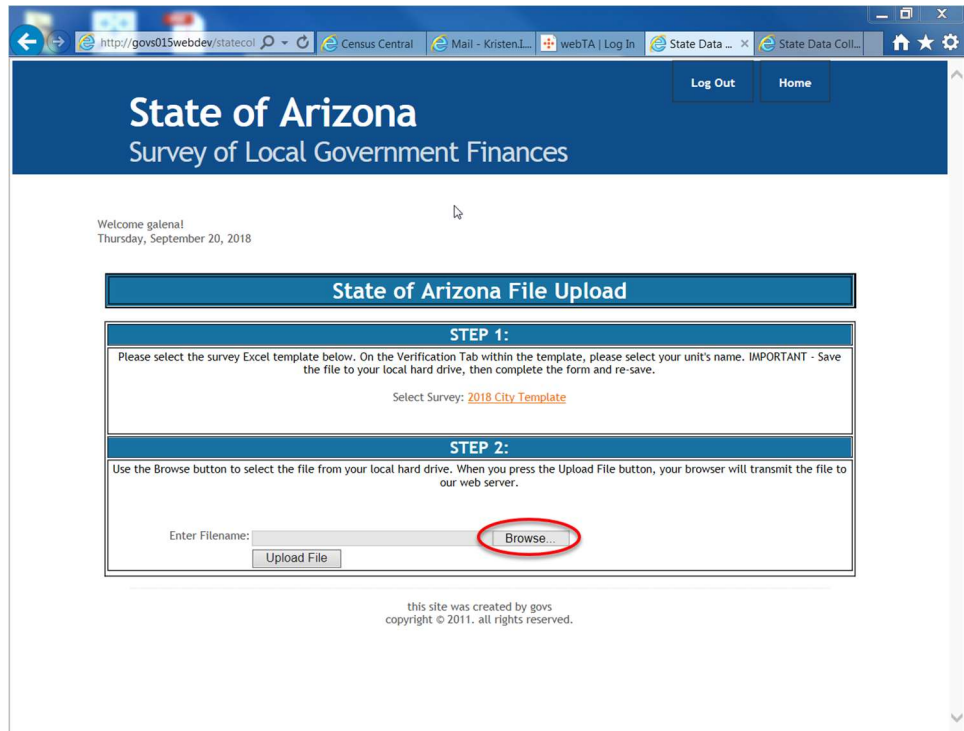 http://govs015webdev/statecol
Census Central
Mail - Kristen.I...
webTA | Log In
State Data ...
State Data Coll...
Log Out
Home
State of Arizona
Survey of Local Government Finances
Welcome galena!
Thursday, September 20, 2018
State of Arizona File Upload
STEP 1:
Please select the survey Excel template below. On the Verification Tab within the template, please select your unit's name. IMPORTANT - Save
the file to your local hard drive, then complete the form and re-save.
Select Survey: 2018 City Template
STEP 2:
Use the Browse button to select the file from your local hard drive. When you press the Upload File button, your browser will transmit the file to
our web server.
Enter Filename:
Browse...
Upload File
this site was created by govs
copyright © 2011. all rights reserved.